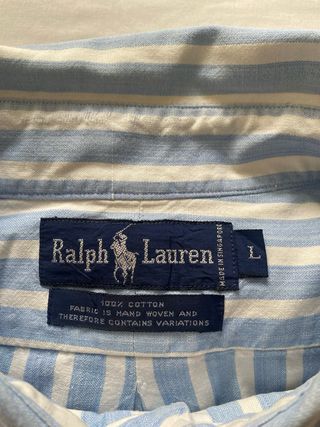 Ralph Lauren
MADE IN SINGAPORE
L
100% COTTON
FABRIC IS HAND WOVEN AND
THEREFORE CONTAINS VARIATIONS